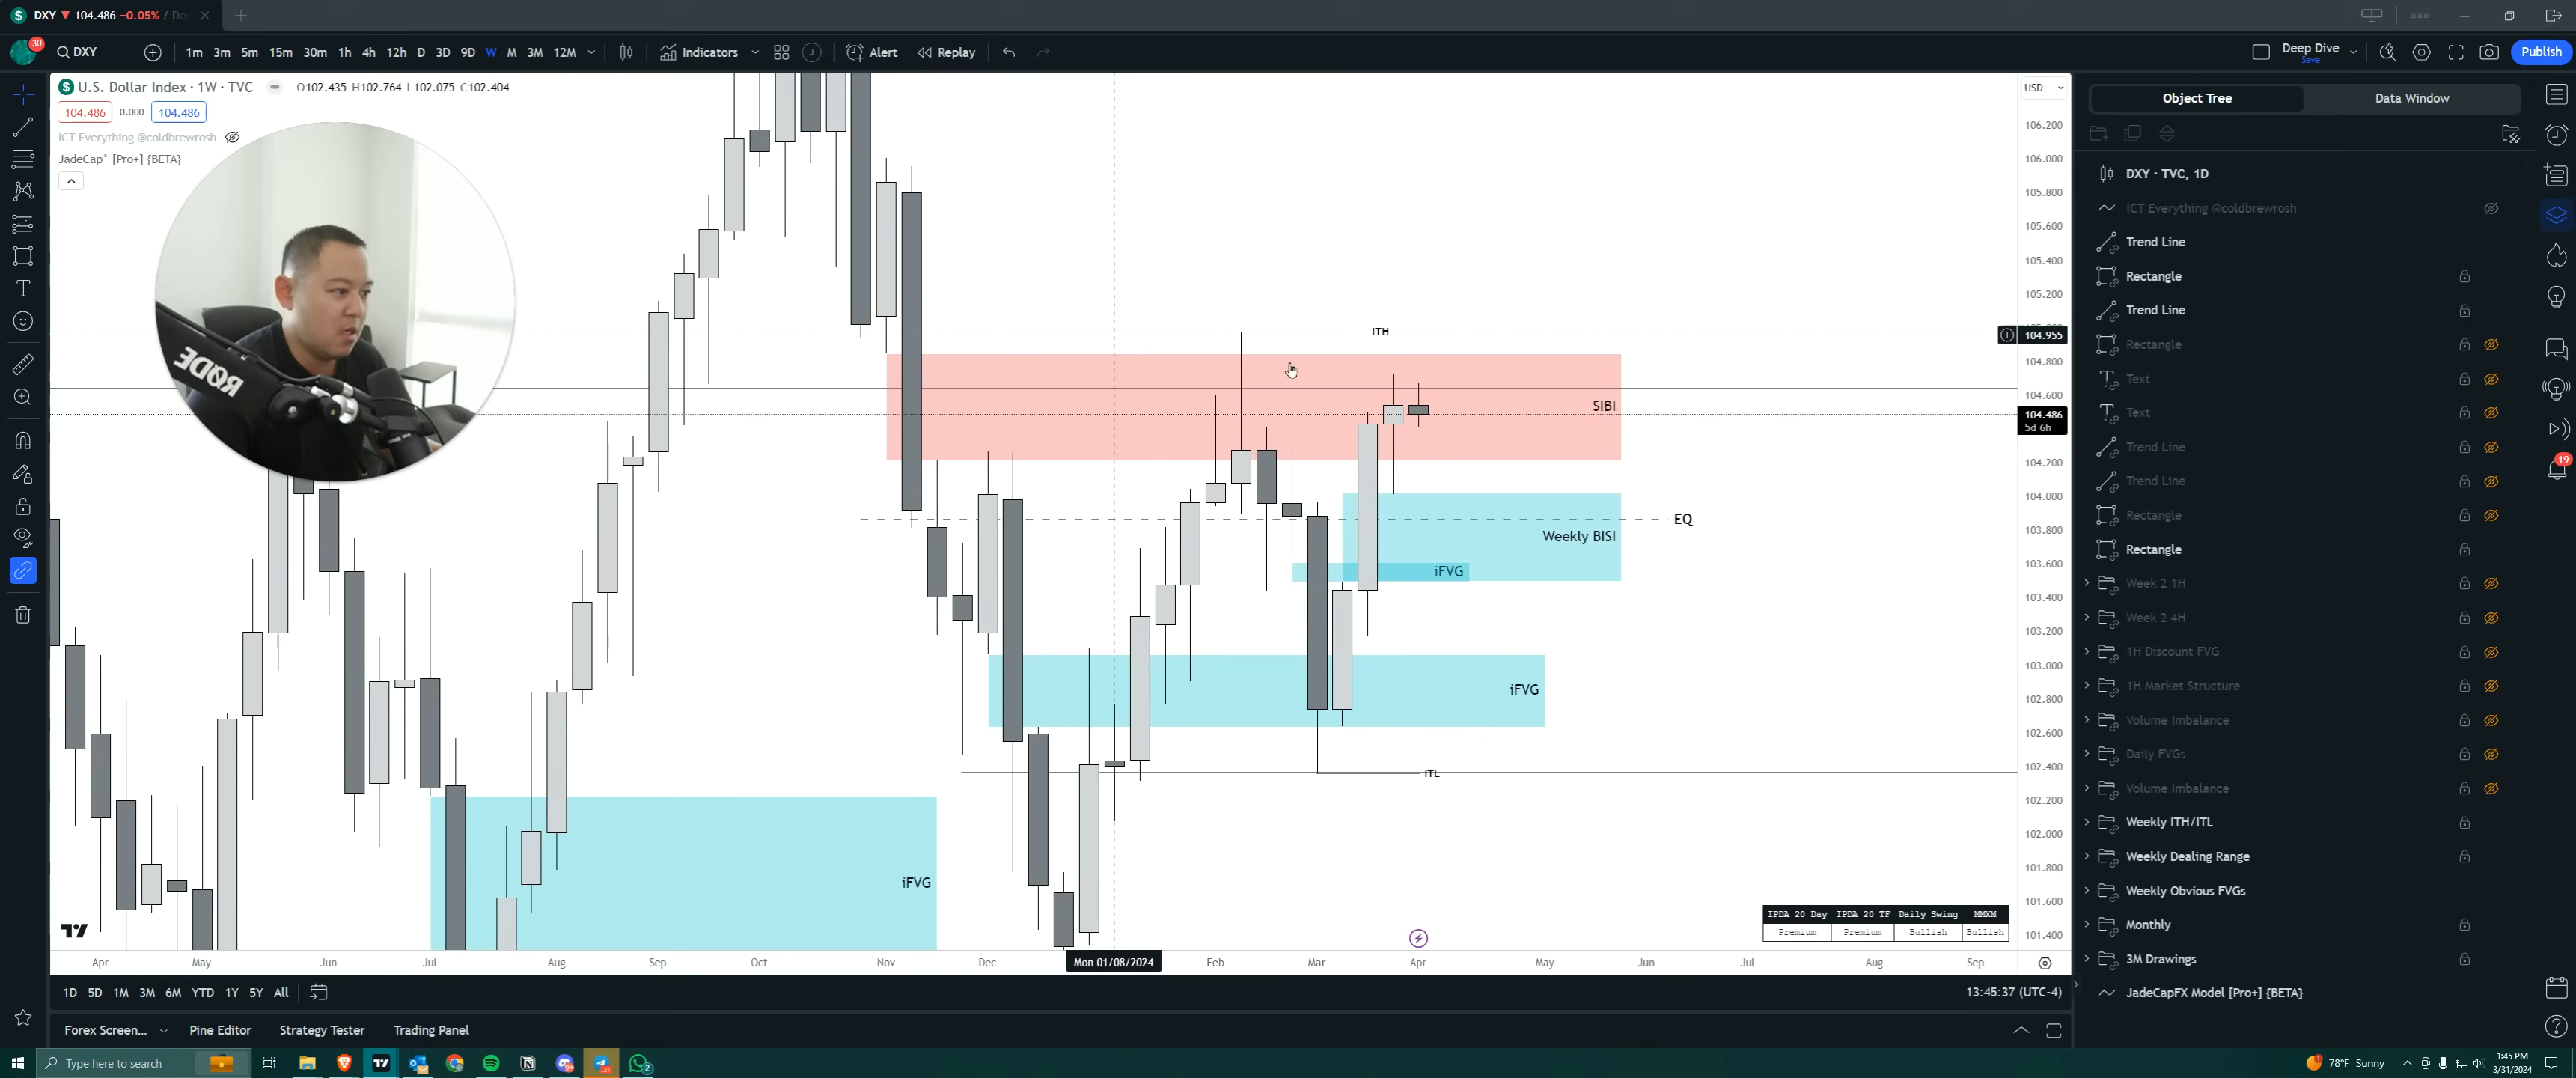 DXY 104.486 -0.05% / De
30
DXY
1m 3m 5m 15m 30m 1h 4h 12h D 3D 9D W M 3M 12M
Indicators
Alert
Replay
Deep Dive
Save
Publish
U.S. Dollar Index · 1W · TVC
O102.435 H102.764 L102.075 C102.404
104.486 0.000 104.486
ICT Everything @coldbrewrosh
JadeCap® [Pro+] {BETA}
RØDE
ITH
SIBI
EQ
Weekly BISI
iFVG
iFVG
ITL
iFVG
USD
106.200
106.000
105.800
105.600
105.400
105.200
104.955
104.800
104.600
104.486
5d 6h
104.200
104.000
103.800
103.600
103.400
103.200
103.000
102.800
102.600
102.400
102.200
102.000
101.800
101.600
101.400
IPDA 20 Day IPDA 20 TF Daily Swing MMXM
Premium Premium Bullish Bullish
Apr May Jun Jul Aug Sep Oct Nov Dec Mon 01/08/2024 Feb Mar Apr May Jun Jul Aug Sep
1D 5D 1M 3M 6M YTD 1Y 5Y All
13:45:37 (UTC-4)
Forex Screen... Pine Editor Strategy Tester Trading Panel
Object Tree
Data Window
DXY · TVC, 1D
ICT Everything @coldbrewrosh
Trend Line
Rectangle
Trend Line
Rectangle
Text
Text
Trend Line
Trend Line
Rectangle
Rectangle
Week 2 1H
Week 2 4H
1H Discount FVG
1H Market Structure
Volume Imbalance
Daily FVGs
Volume Imbalance
Weekly ITH/ITL
Weekly Dealing Range
Weekly Obvious FVGs
Monthly
3M Drawings
JadeCapFX Model [Pro+] {BETA}
19
Type here to search
2
78°F Sunny
1:45 PM
3/31/2024